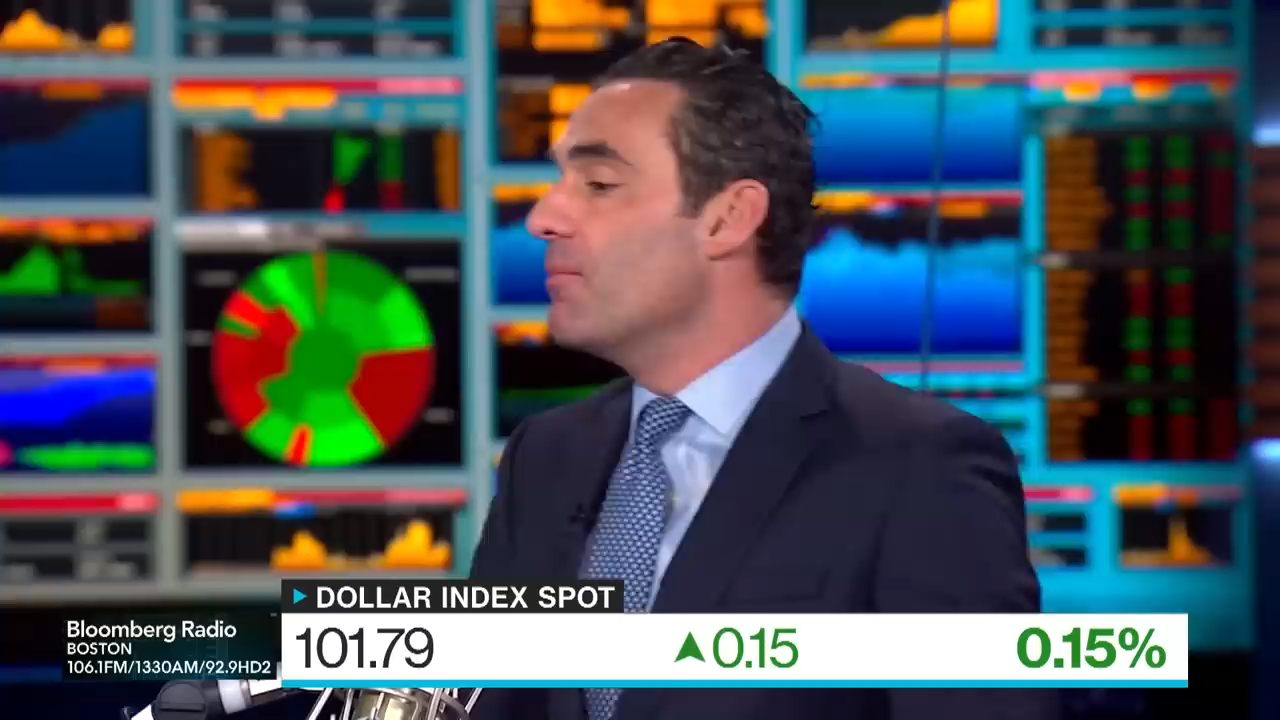 DOLLAR INDEX SPOT
Bloomberg Radio
BOSTON
106.1FM/1330AM/92.9HD2
101.79
0.15
0.15%